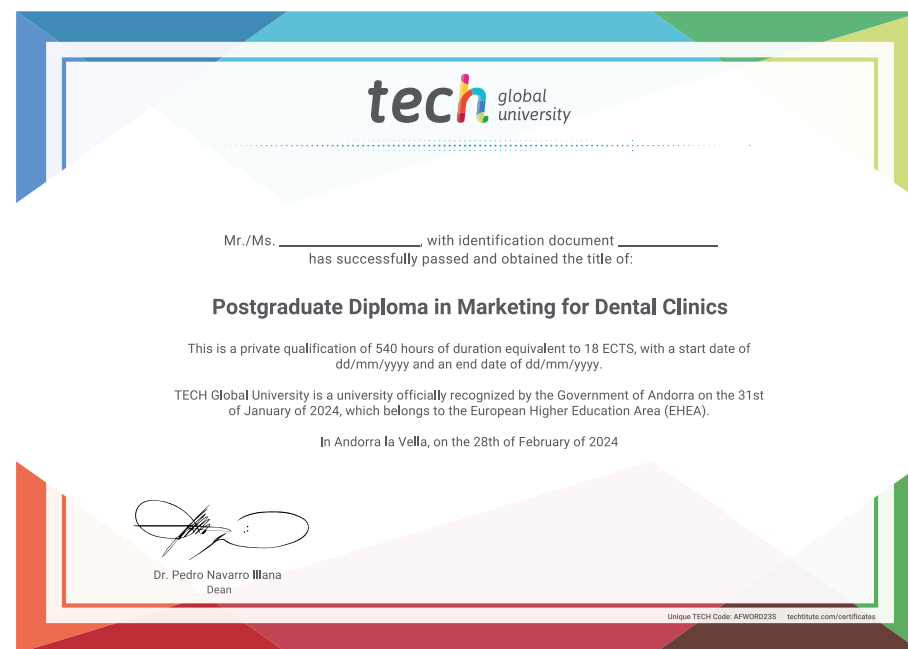 tech global university
Mr./Ms. ____________________, with identification document ______________
has successfully passed and obtained the title of:
Postgraduate Diploma in Marketing for Dental Clinics
This is a private qualification of 540 hours of duration equivalent to 18 ECTS, with a start date of
dd/mm/yyyy and an end date of dd/mm/yyyy.
TECH Global University is a university officially recognized by the Government of Andorra on the 31st
of January of 2024, which belongs to the European Higher Education Area (EHEA).
In Andorra la Vella, on the 28th of February of 2024
Dr. Pedro Navarro Illana
Dean
Unique TECH Code: AFWORD23S techtitute.com/certificates